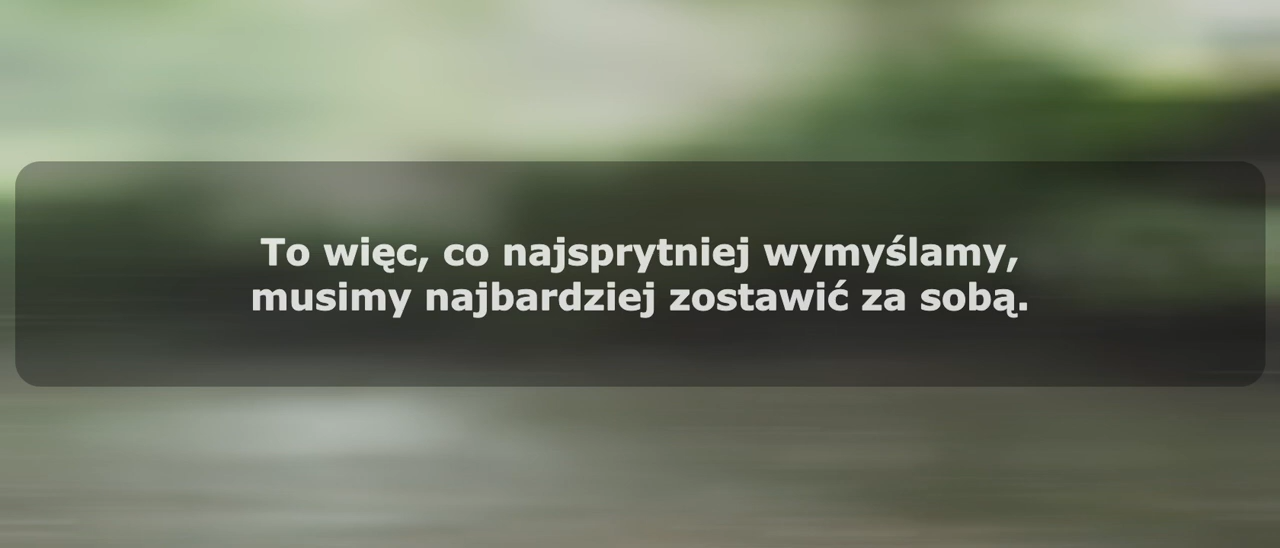 To więc, co najsprytniej wymyślamy,
musimy najbardziej zostawić za sobą.